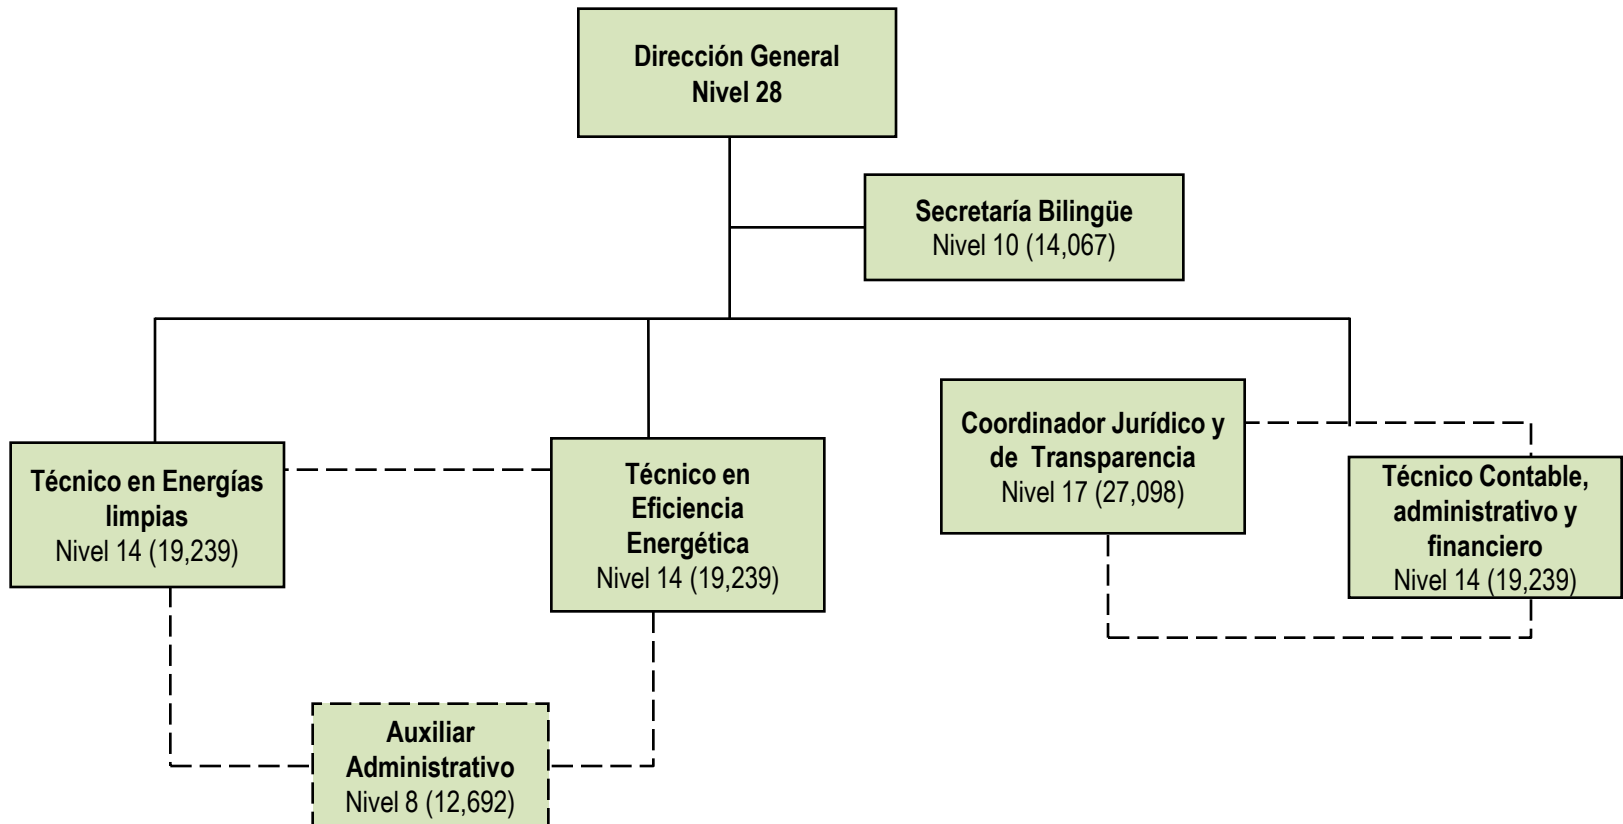 Dirección General
Nivel 28
Secretaría Bilingüe
Nivel 10 (14,067)
Técnico en Energías
limpias
Nivel 14 (19,239)
Técnico en
Eficiencia
Energética
Nivel 14 (19,239)
Coordinador Jurídico y
de Transparencia
Nivel 17 (27,098)
Técnico Contable,
administrativo y
financiero
Nivel 14 (19,239)
Auxiliar
Administrativo
Nivel 8 (12,692)